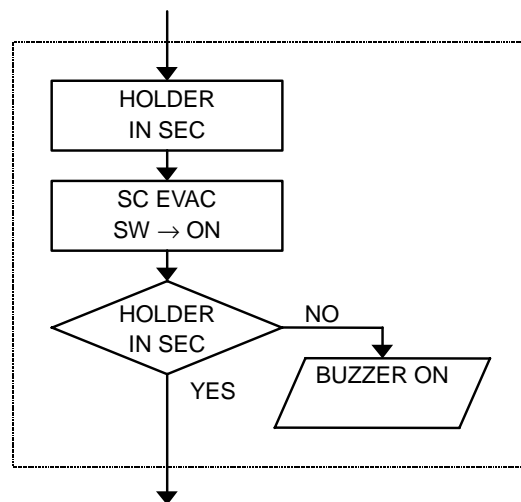 HOLDER
IN SEC
SC EVAC
SW → ON
HOLDER
IN SEC
NO
YES
BUZZER ON